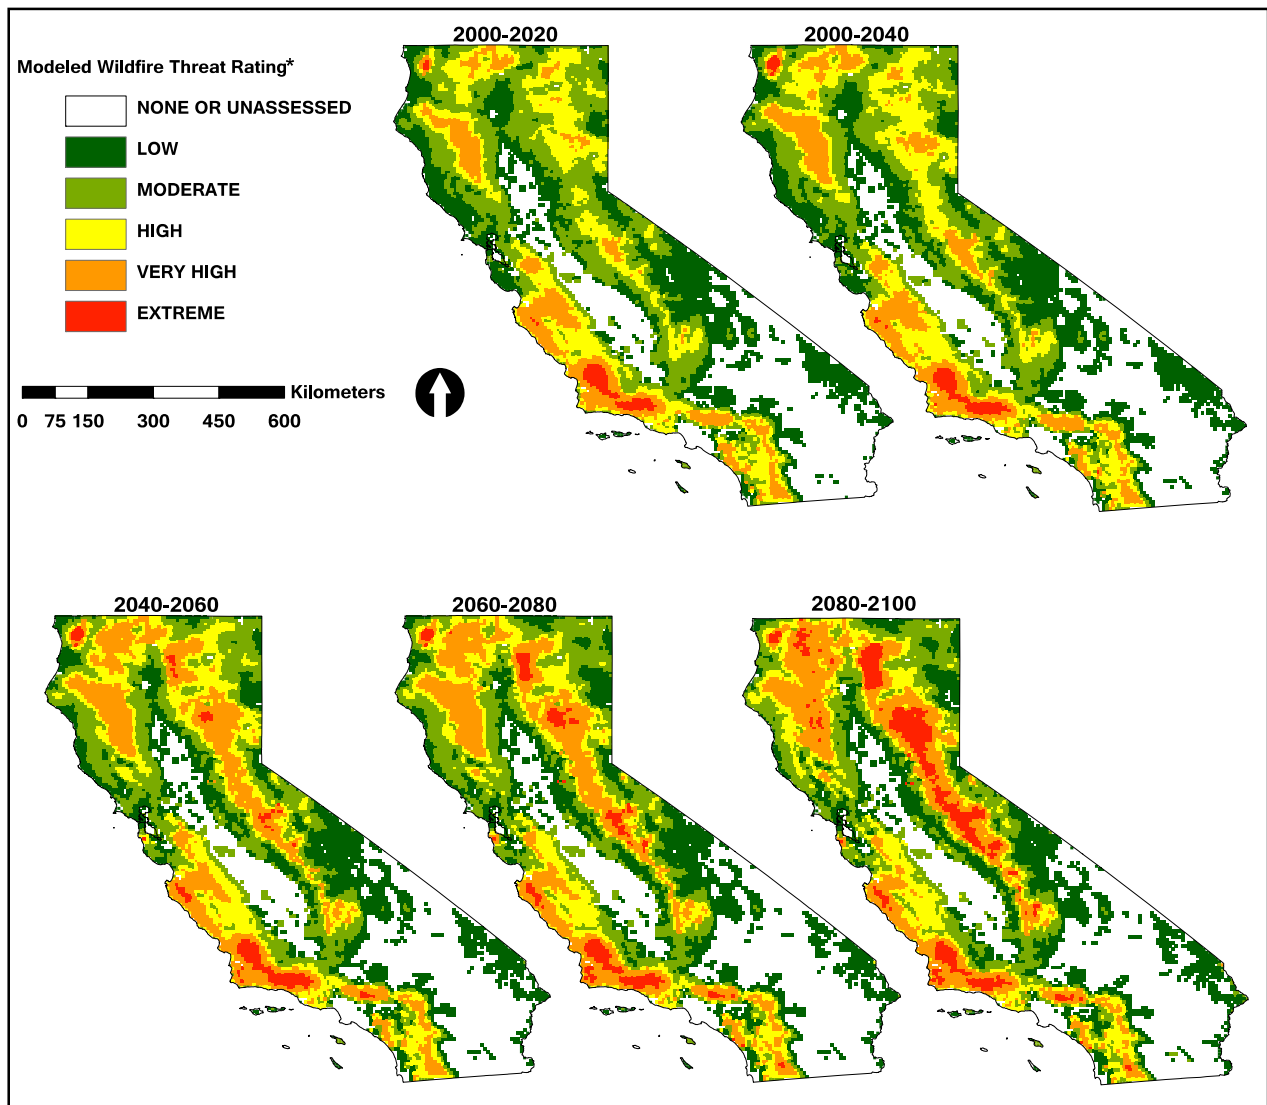 2000-2020
2000-2040
Modeled Wildfire Threat Rating*
NONE OR UNASSESSED
LOW
MODERATE
HIGH
VERY HIGH
EXTREME
Kilometers
0 75 150 300 450 600
2040-2060
2060-2080
2080-2100